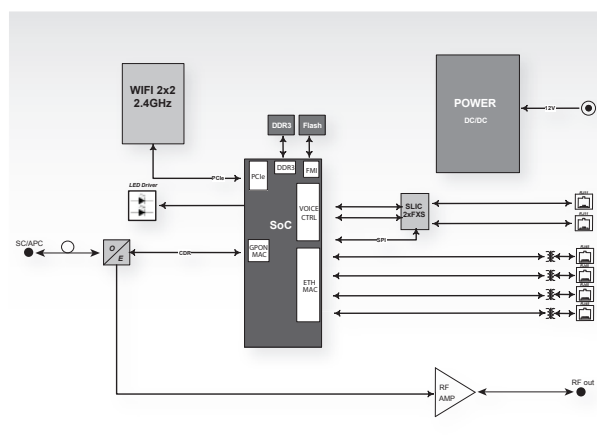 WIFI 2x2
2.4GHz
POWER
DC/DC
12V
DDR3
Flash
PCIe
DDR3
FMI
PCIe
LED Driver
VOICE
CTRL
SLIC
2xFXS
SoC
SPI
SC/APC
O
E
CDR
GPON
MAC
ETH
MAC
RF
AMP
RF out